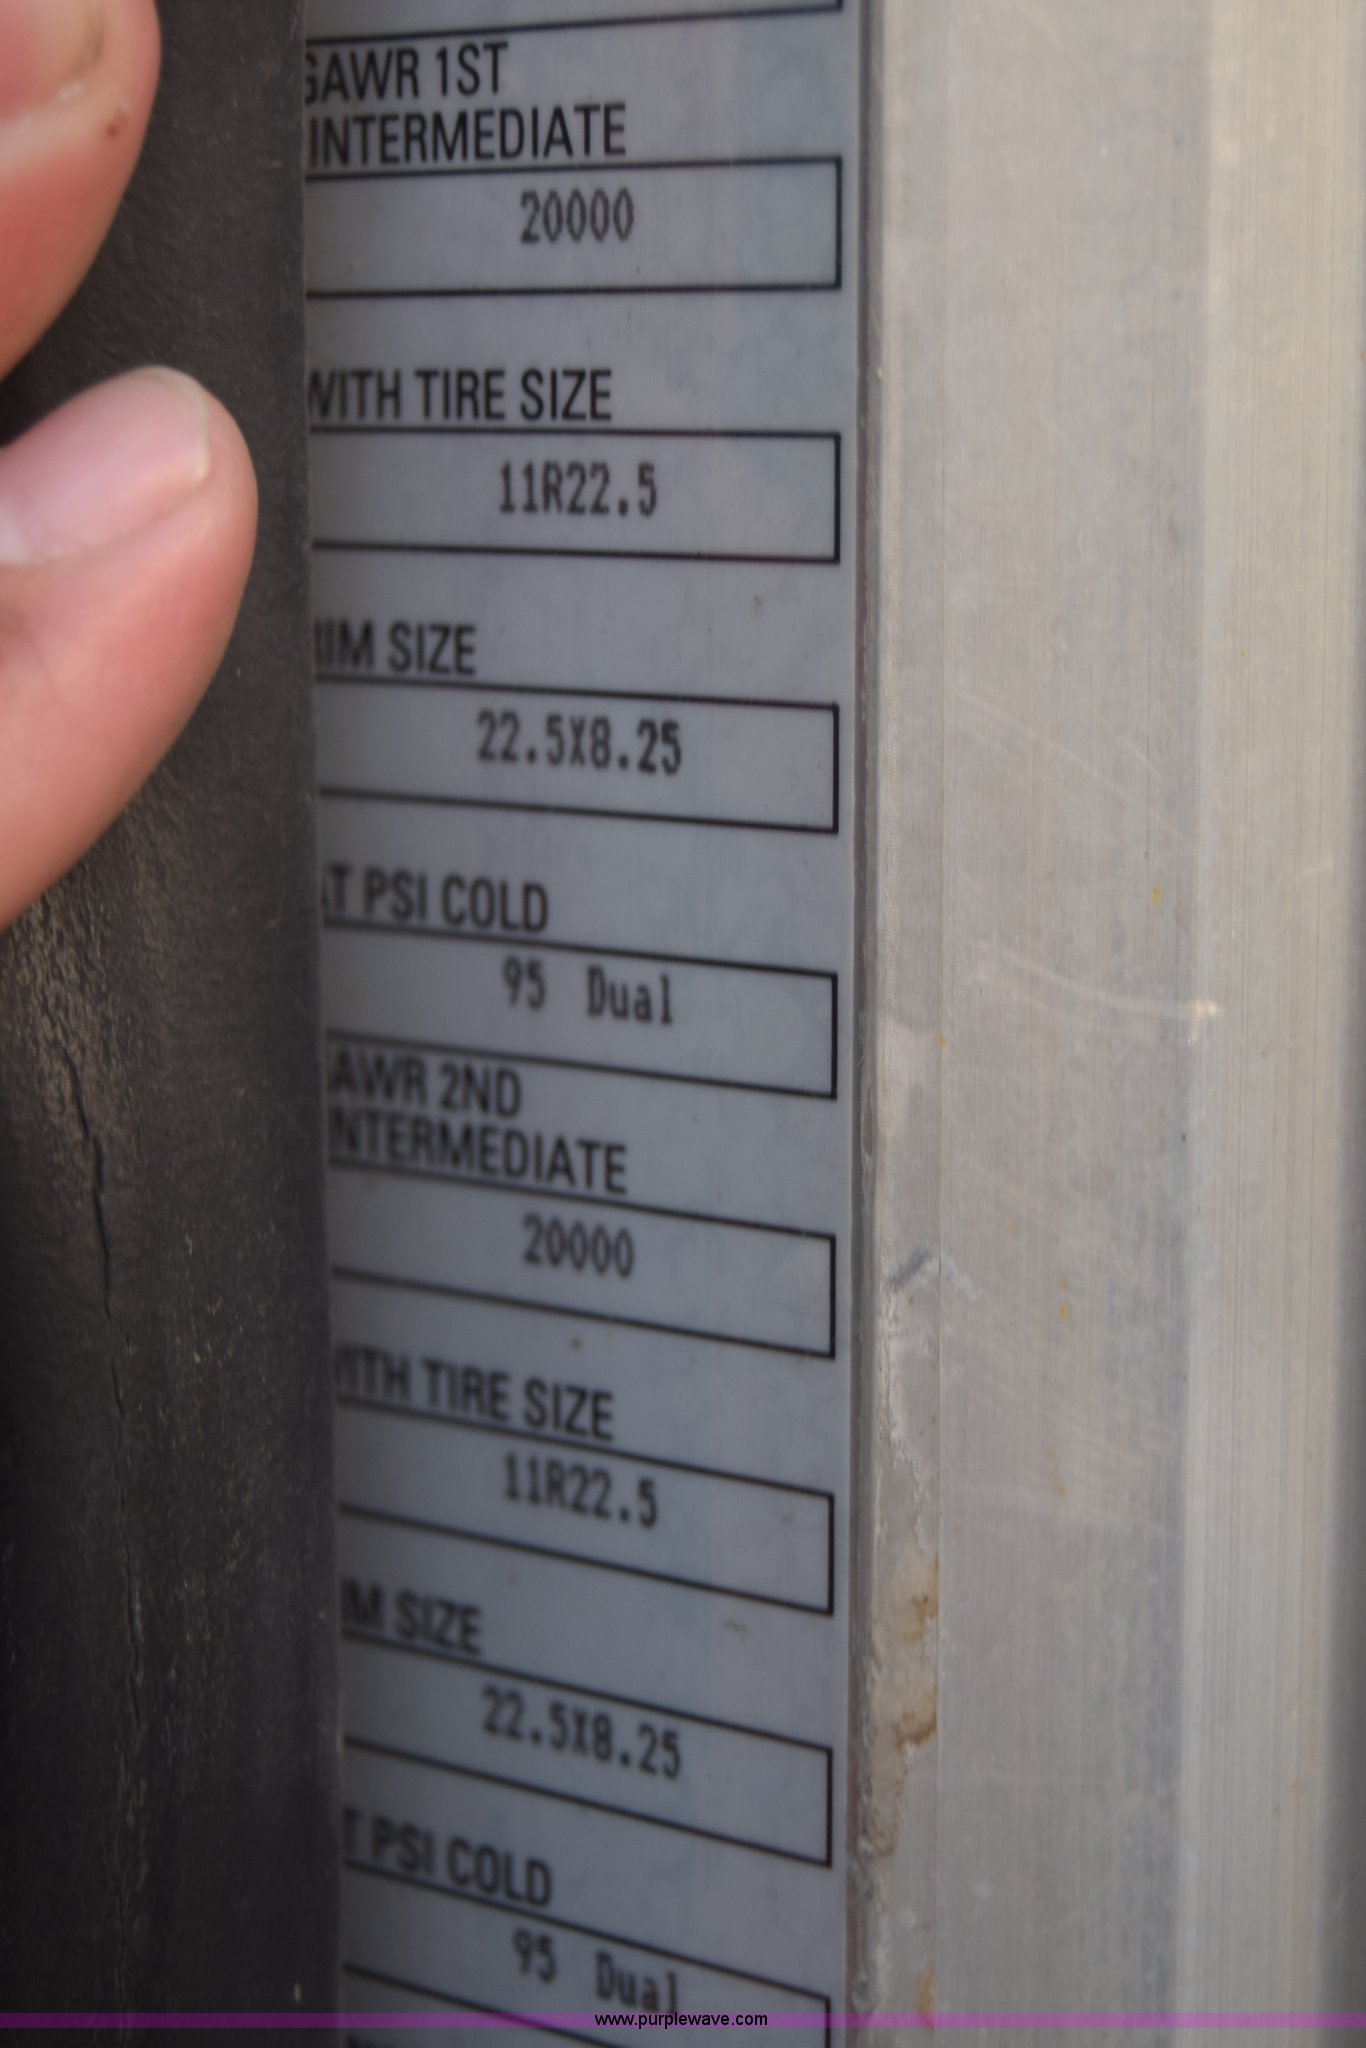 GAWR 1ST
INTERMEDIATE
20000
WITH TIRE SIZE
11R22.5
RIM SIZE
22.5X8.25
AT PSI COLD
95 Dual
GAWR 2ND
INTERMEDIATE
20000
WITH TIRE SIZE
11R22.5
IM SIZE
22.5X8.25
T PSI COLD
95 Dual
www.purplewave.com